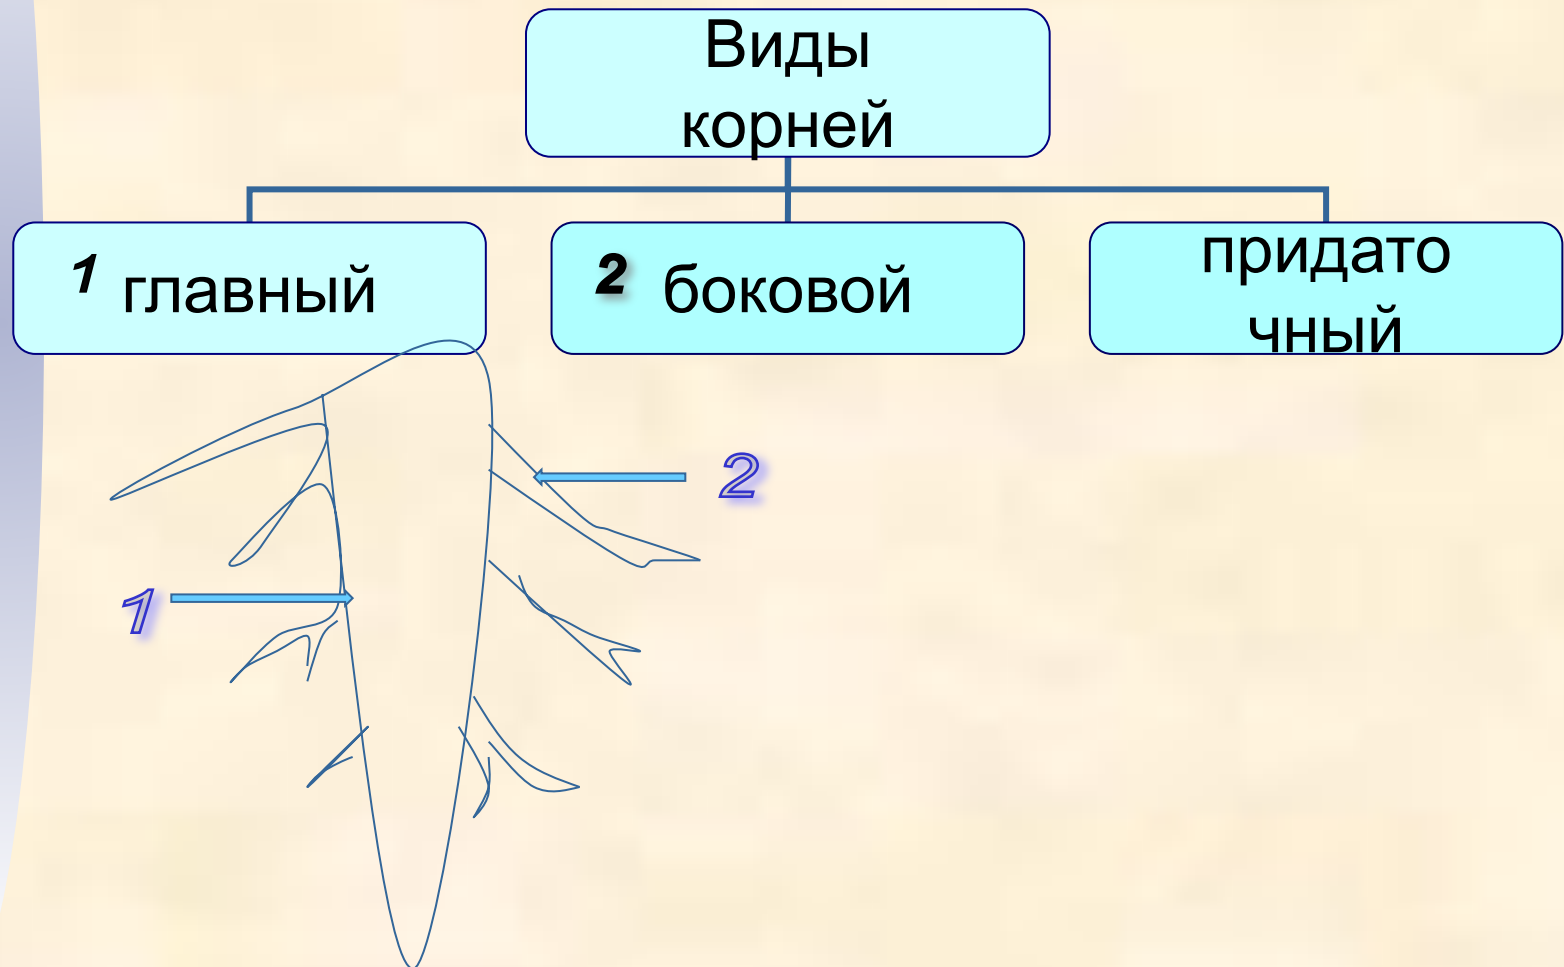 Виды
корней
1 главный
2 боковой
придато
чный
2
1